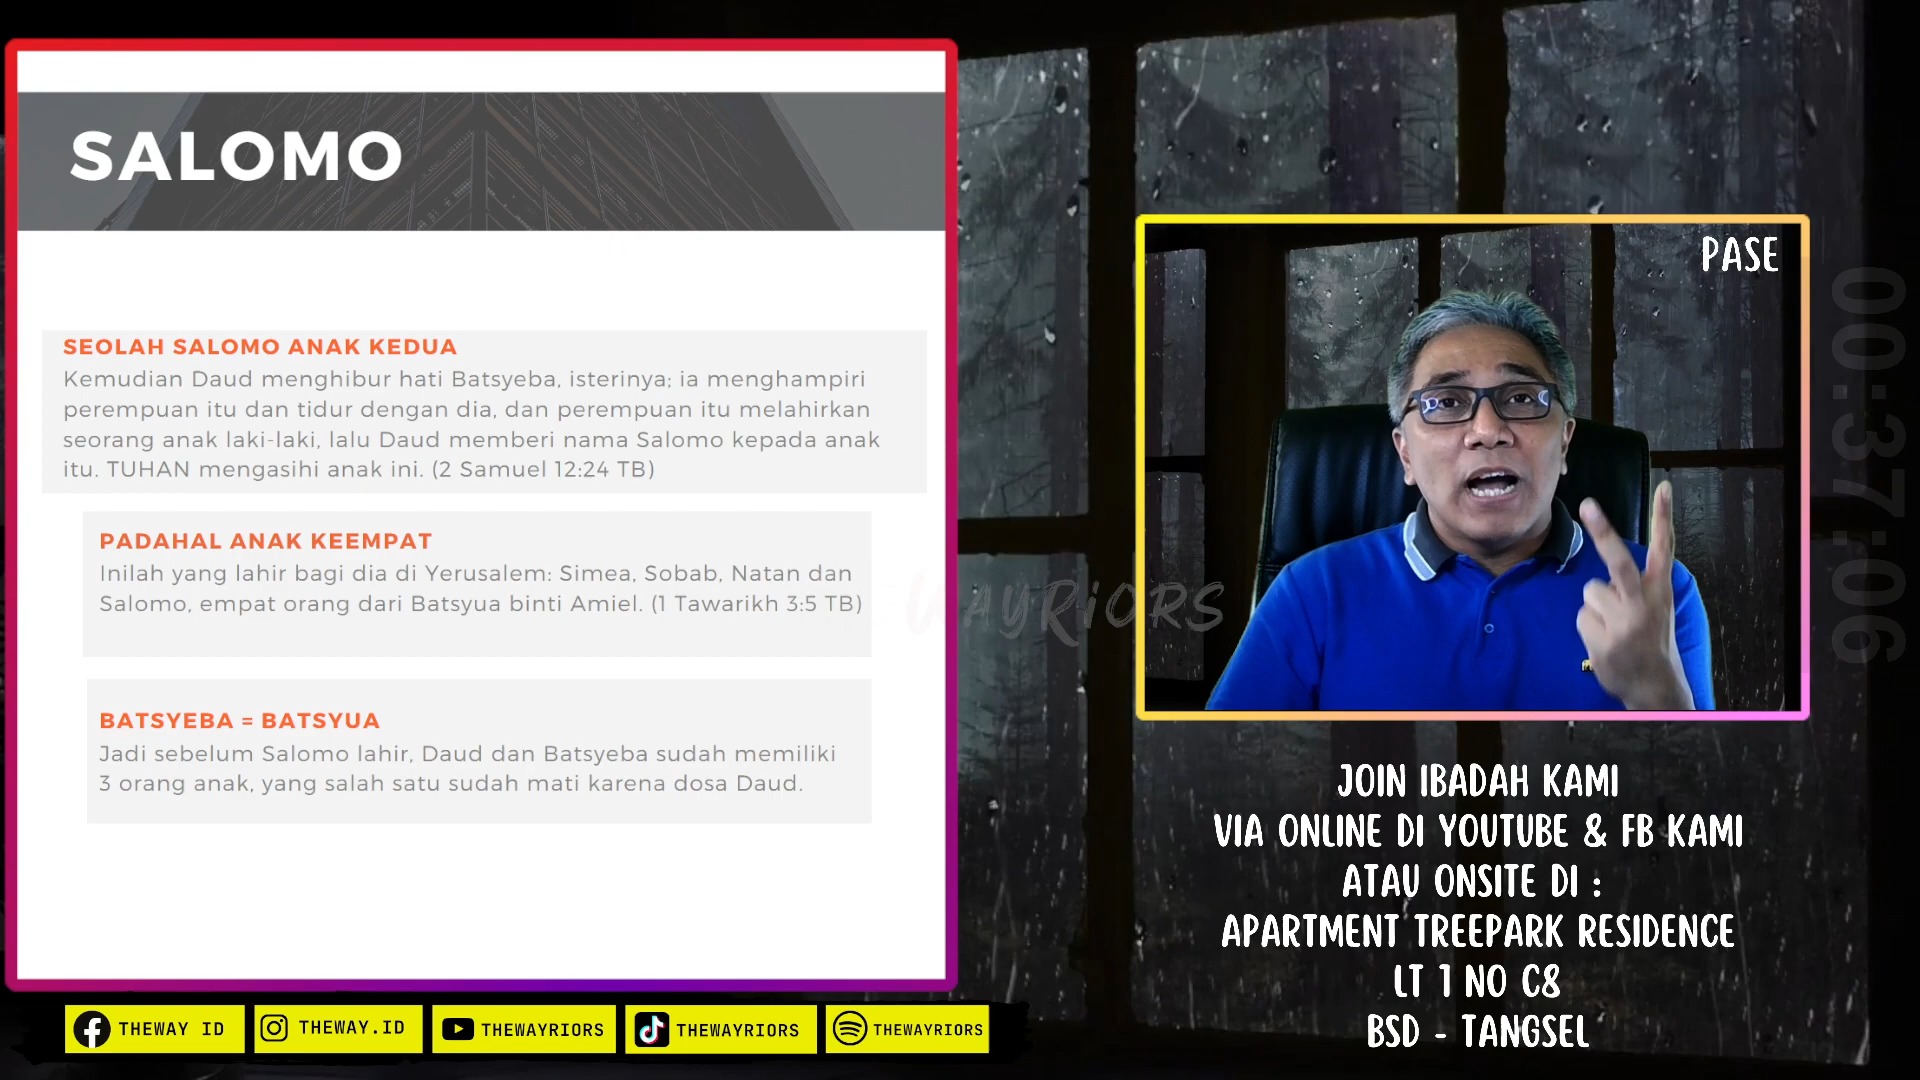 SALOMO
SEOLAH SALOMO ANAK KEDUA
Kemudian Daud menghibur hati Batsyeba, isterinya; ia menghampiri
perempuan itu dan tidur dengan dia, dan perempuan itu melahirkan
seorang anak laki-laki, lalu Daud memberi nama Salomo kepada anak
itu. TUHAN mengasihi anak ini. (2 Samuel 12:24 TB)
PADAHAL ANAK KEEMPAT
Inilah yang lahir bagi dia di Yerusalem: Simea, Sobab, Natan dan
Salomo, empat orang dari Batsyua binti Amiel. (1 Tawarikh 3:5 TB)
BATSYEBA = BATSYUA
Jadi sebelum Salomo lahir, Daud dan Batsyeba sudah memiliki
3 orang anak, yang salah satu sudah mati karena dosa Daud.
WAYRIORS
PASE
00:37:06
JOIN IBADAH KAMI
VIA ONLINE DI YOUTUBE & FB KAMI
ATAU ONSITE DI :
APARTMENT TREEPARK RESIDENCE
LT 1 NO C8
BSD - TANGSEL
THEWAY ID
THEWAY.ID
THEWAYRIORS
THEWAYRIORS
THEWAYRIORS